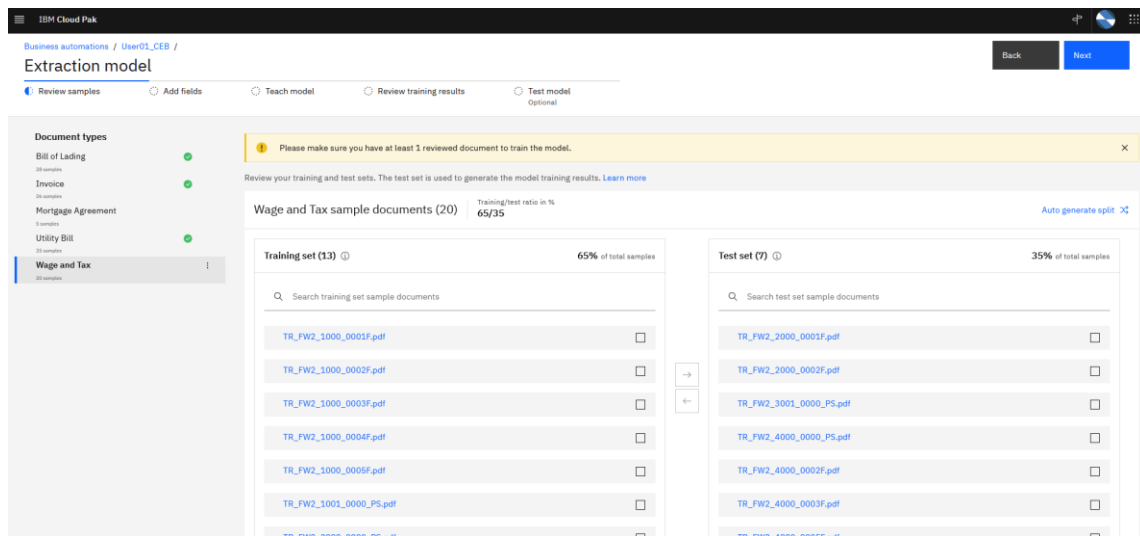 IBM Cloud Pak
Business automations / User01_CEB /
Extraction model
Back
Next
Review samples
Add fields
Teach model
Review training results
Test model
Optional
Document types
Bill of Lading
Invoice
Mortgage Agreement
5 samples
Utility Bill
Wage and Tax
20 samples
Please make sure you have at least 1 reviewed document to train the model.
Review your training and test sets. The test set is used to generate the model training results. Learn more
Wage and Tax sample documents (20)
Training/test ratio in %
65/35
Auto generate split
Training set (13)
65% of total samples
Search training set sample documents
TR_FW2_1000_0001F.pdf
TR_FW2_1000_0002F.pdf
TR_FW2_1000_0003F.pdf
TR_FW2_1000_0004F.pdf
TR_FW2_1000_0005F.pdf
TR_FW2_1001_0000_PS.pdf
Test set (7)
35% of total samples
Search test set sample documents
TR_FW2_2000_0001F.pdf
TR_FW2_2000_0002F.pdf
TR_FW2_3001_0000_PS.pdf
TR_FW2_4000_0000_PS.pdf
TR_FW2_4000_0002F.pdf
TR_FW2_4000_0003F.pdf